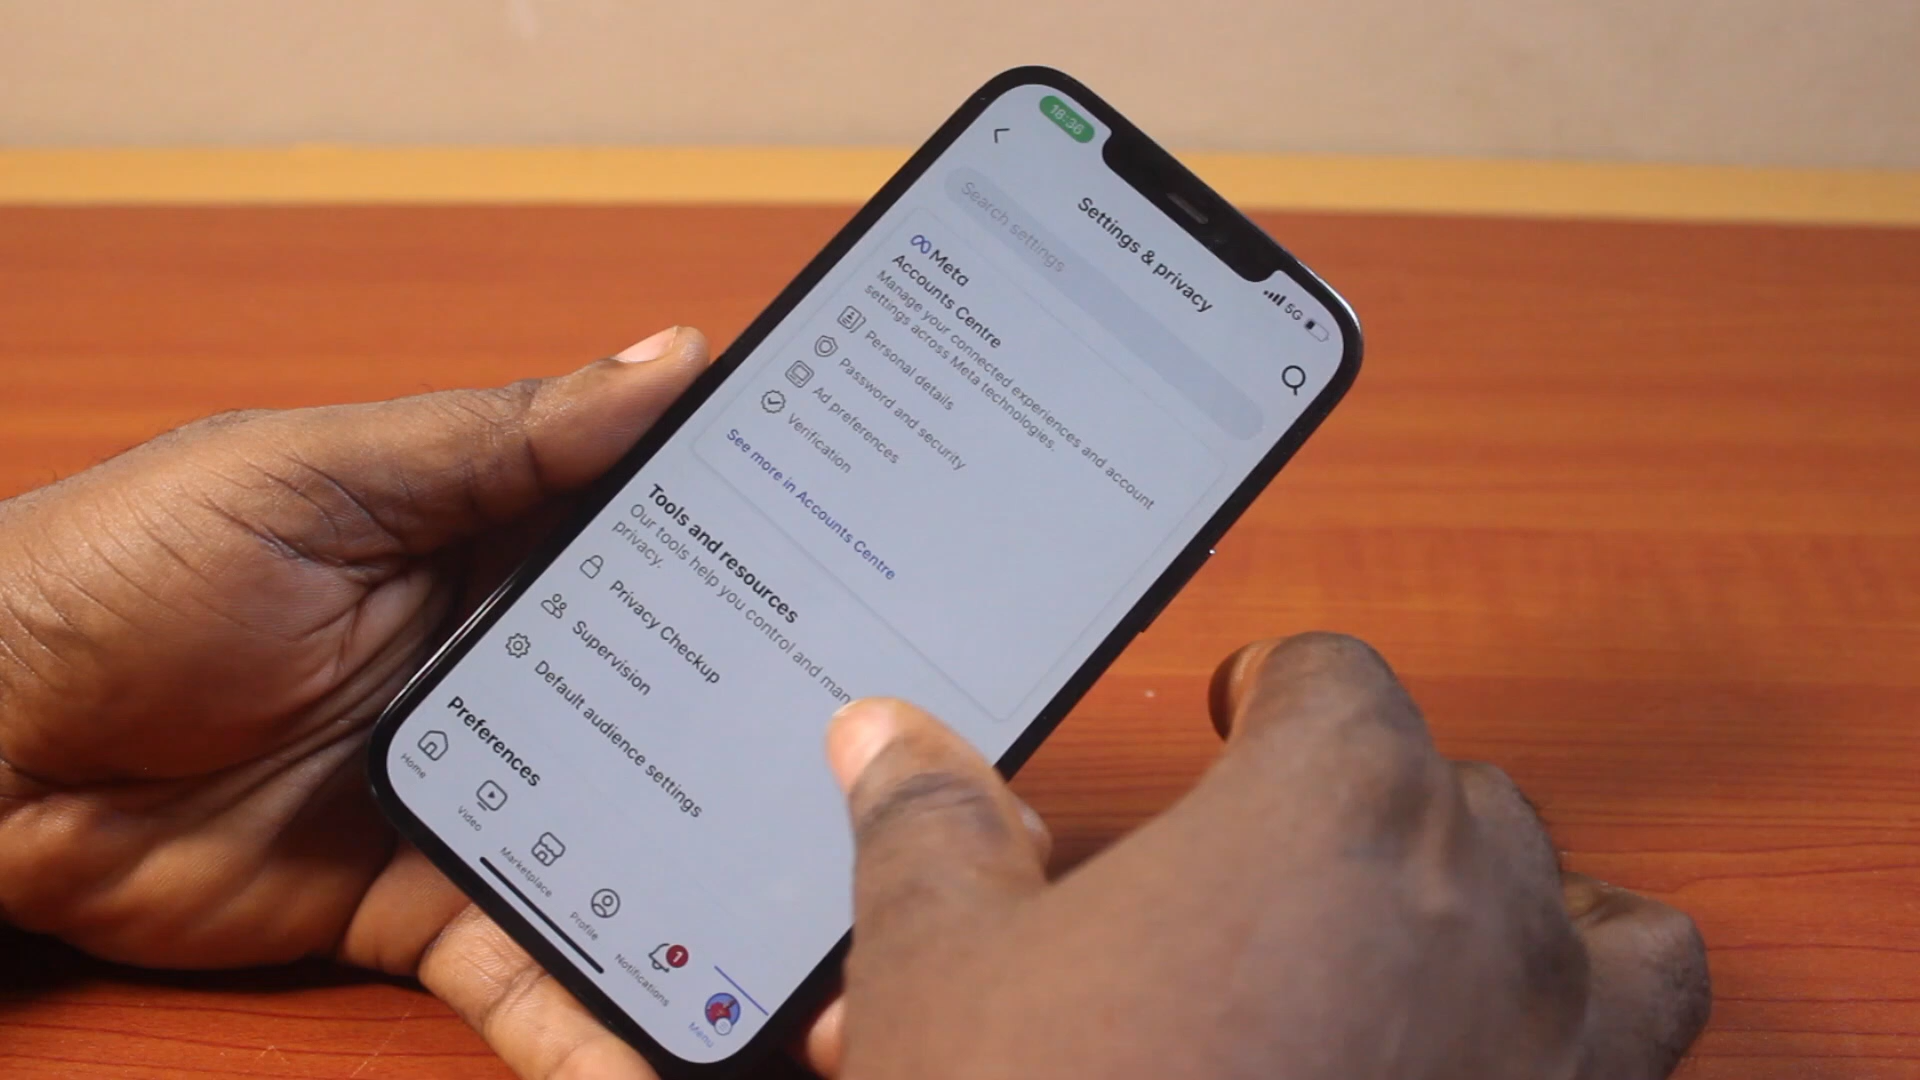 18:36
5G
Settings & privacy
Search settings
Meta
Accounts Centre
Manage your connected experiences and account
settings across Meta technologies.
Personal details
Password and security
Ad preferences
Verification
See more in Accounts Centre
Tools and resources
Our tools help you control and man
privacy.
Privacy Checkup
Supervision
Default audience settings
Preferences
Home
Video
Marketplace
Profile
Notifications
1
Menu